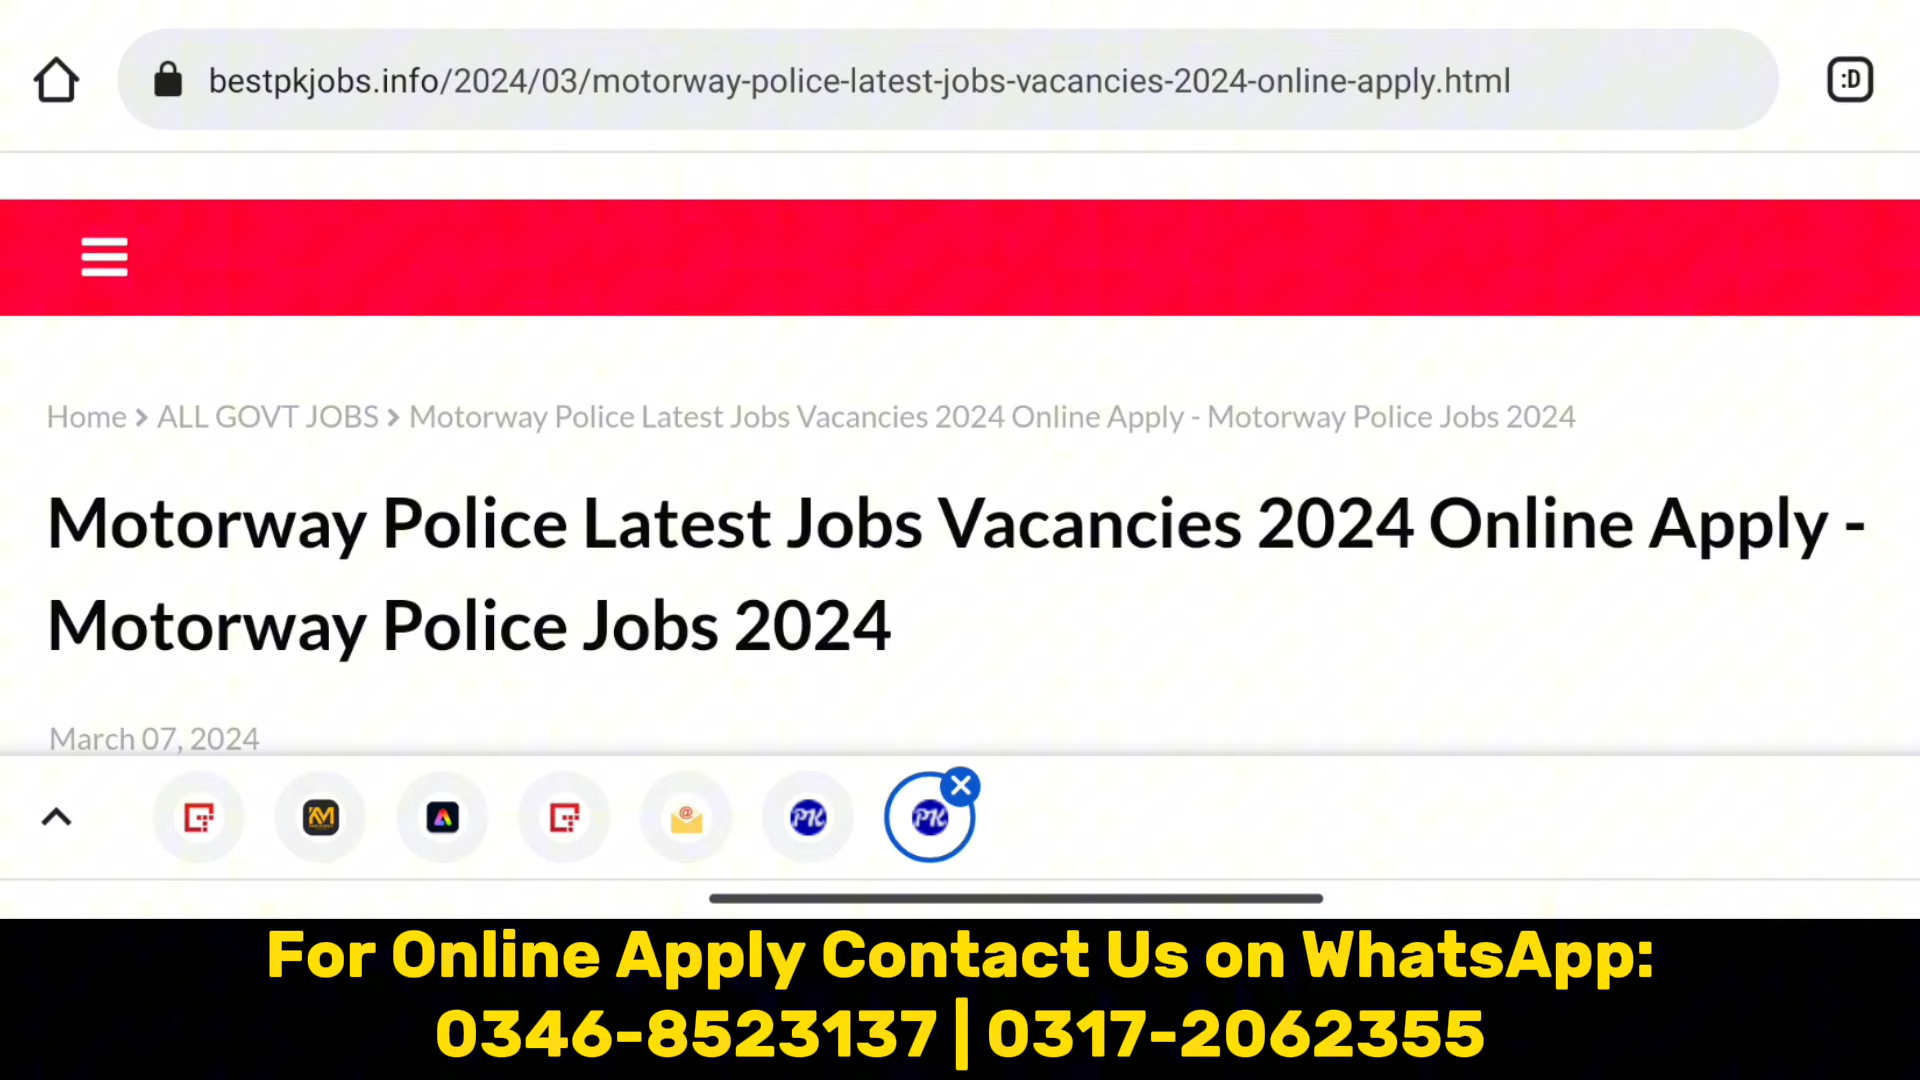 bestpkjobs.info/2024/03/motorway-police-latest-jobs-vacancies-2024-online-apply.html
:D
Home > ALL GOVT JOBS > Motorway Police Latest Jobs Vacancies 2024 Online Apply - Motorway Police Jobs 2024
Motorway Police Latest Jobs Vacancies 2024 Online Apply -
Motorway Police Jobs 2024
March 07, 2024
@
PK
PK
For Online Apply Contact Us on WhatsApp:
0346-8523137 | 0317-2062355